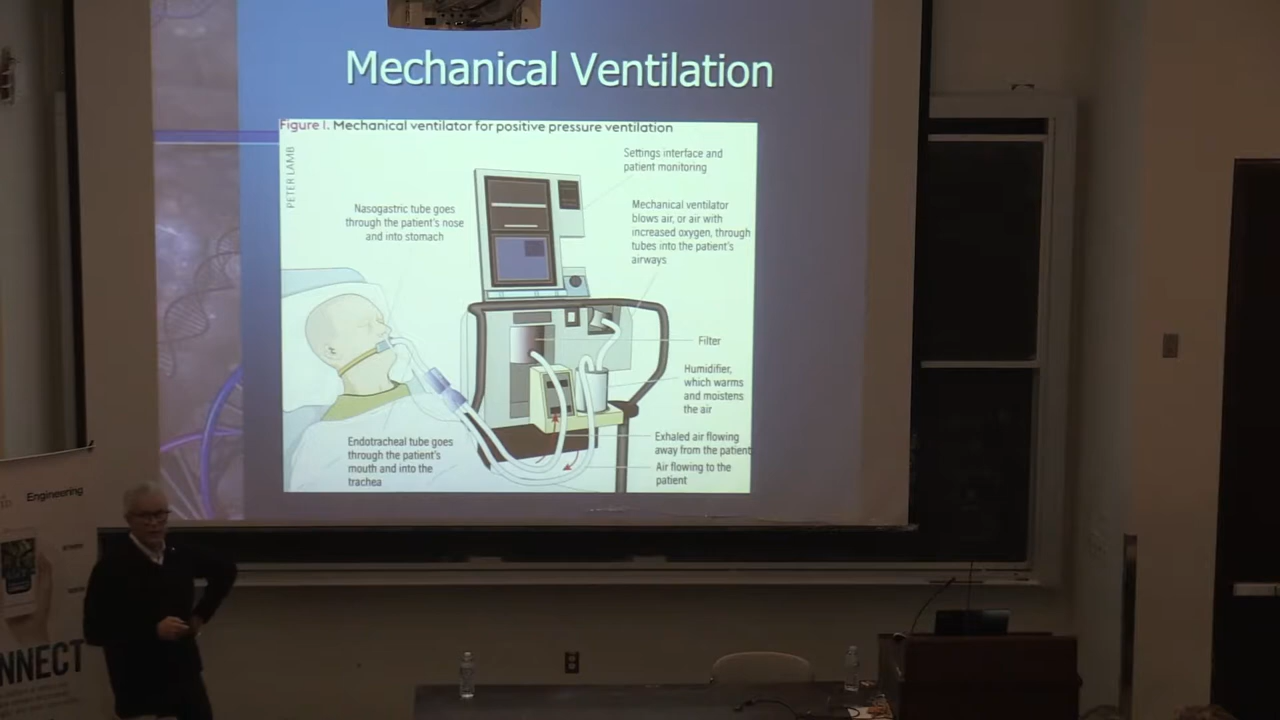 Mechanical Ventilation
Figure 1. Mechanical ventilator for positive pressure ventilation
PETER LAMB
Settings interface and
patient monitoring
Nasogastric tube goes
through the patient's nose
and into stomach
Mechanical ventilator
blows air, or air with
increased oxygen, through
tubes into the patient's
airways
Filter
Humidifier,
which warms
and moistens
the air
Exhaled air flowing
away from the patient
Air flowing to the
patient
Endotracheal tube goes
through the patient's
mouth and into the
trachea
Engineering
NNECT